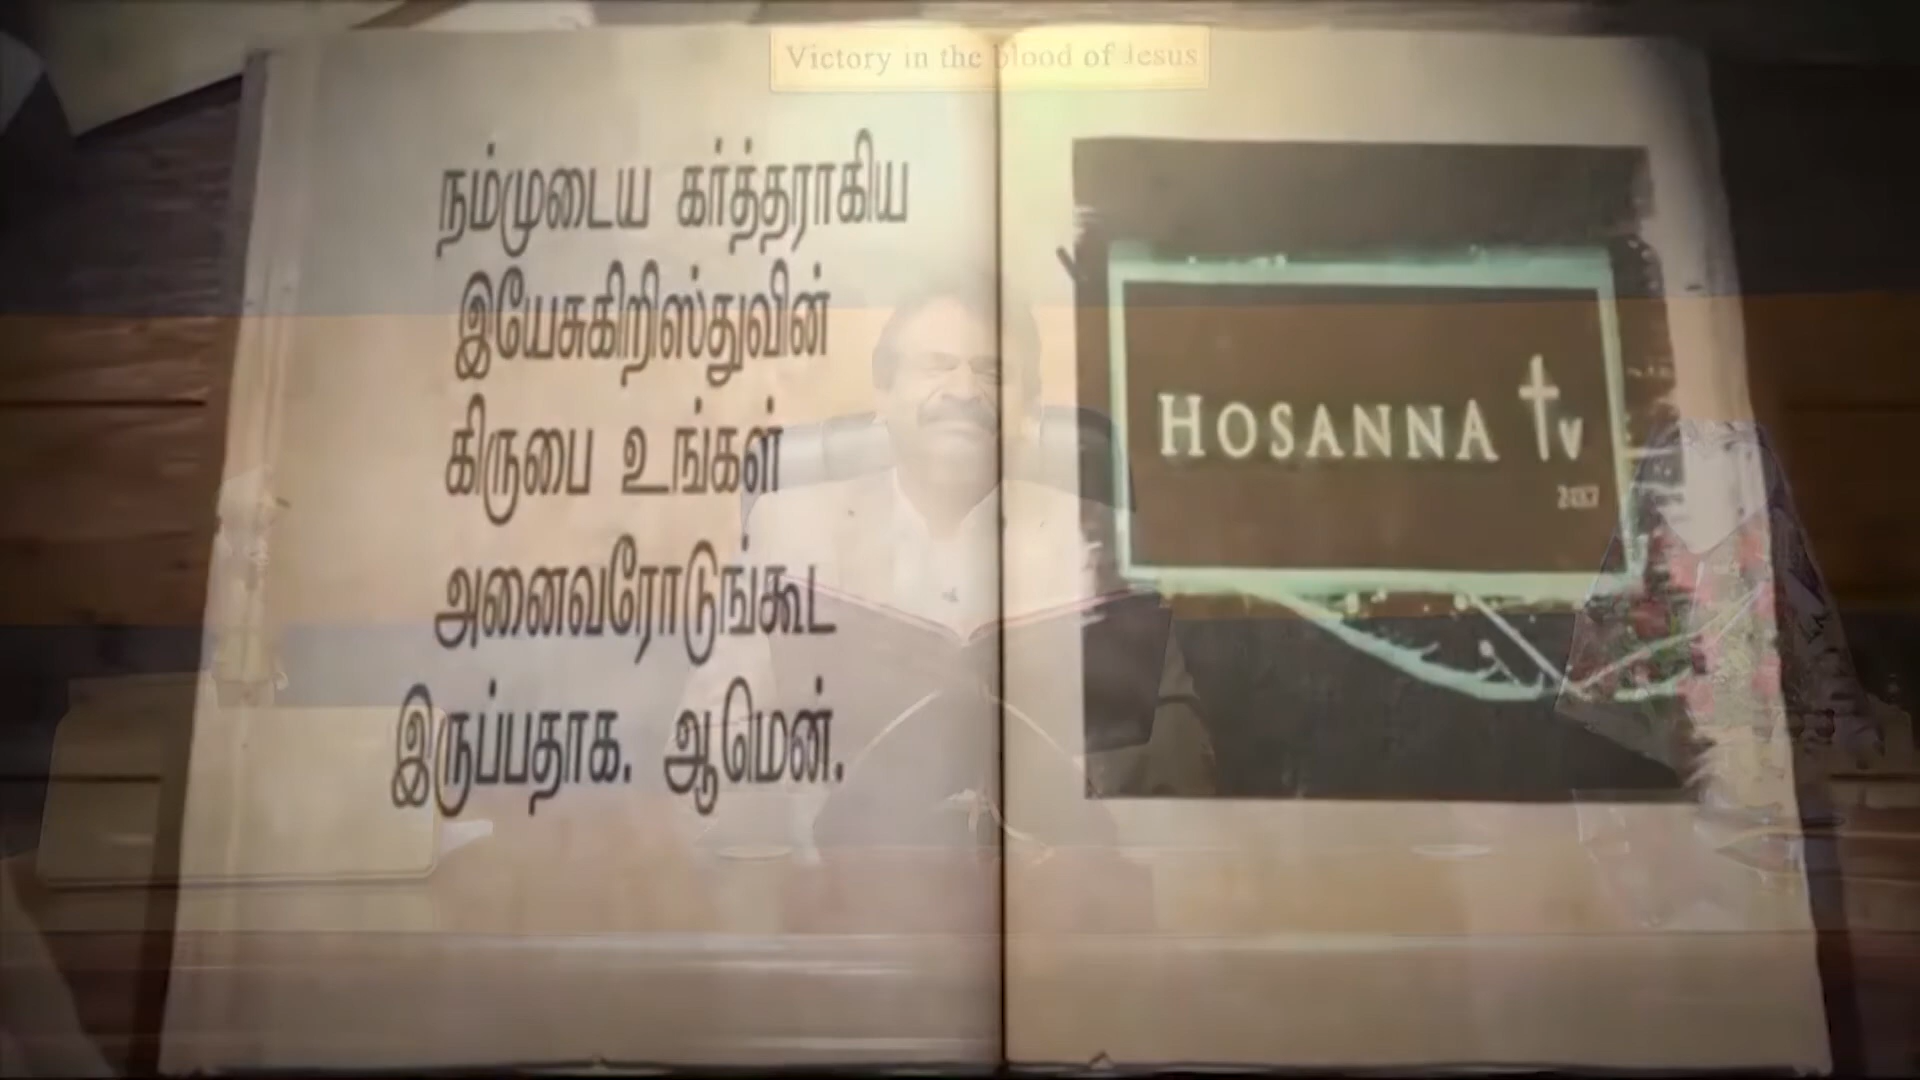 Victory in the blood of Jesus
நம்முடைய கர்த்தராகிய
இயேசுகிறிஸ்துவின்
கிருபை உங்கள்
அனைவரோடுங்கூட
இருப்பதாக. ஆமென்.
HOSANNA tv
2017